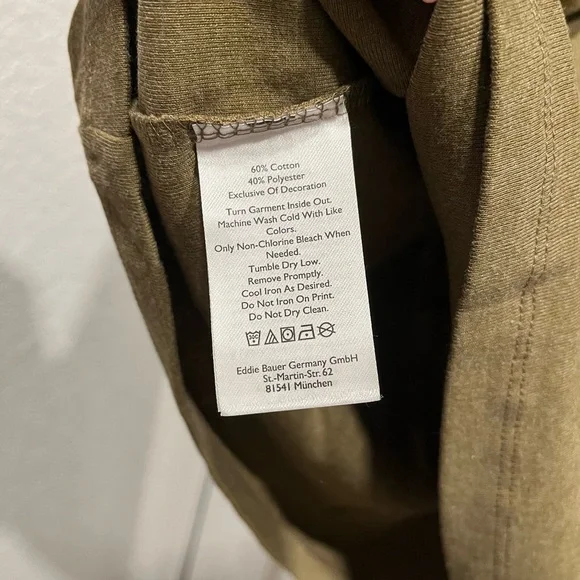 60% Cotton
40% Polyester
Exclusive Of Decoration
Turn Garment Inside Out.
Machine Wash Cold With Like
Colors.
Only Non-Chlorine Bleach When
Needed.
Tumble Dry Low.
Remove Promptly.
Cool Iron As Desired.
Do Not Iron On Print.
Do Not Dry Clean.
Eddie Bauer Germany GmbH
St.-Martin-Str. 62
81541 München